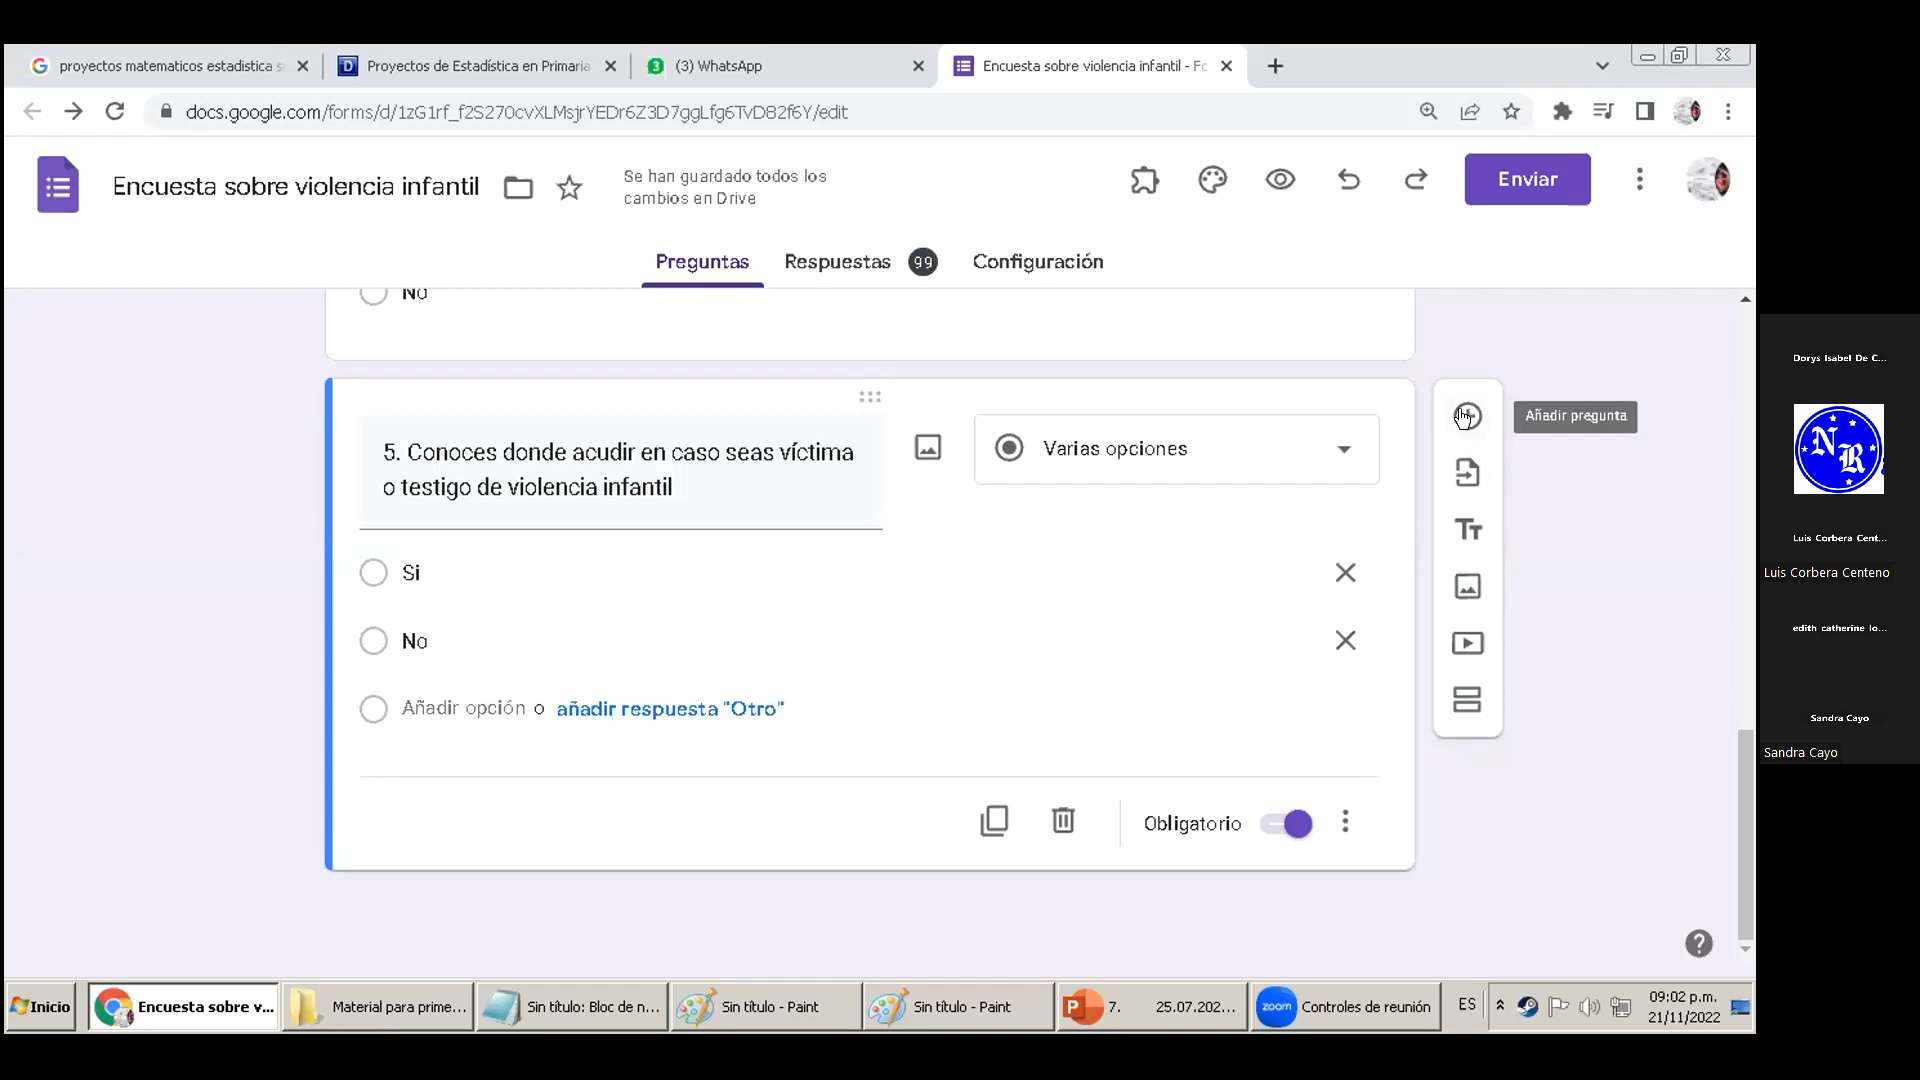 proyectos matematicos estadistica s
Proyectos de Estadística en Primaria
(3) WhatsApp
Encuesta sobre violencia infantil - Fo
docs.google.com/forms/d/1zG1rf_f2S270cvXLMsjrYEDr6Z3D7ggLfg6TvD82f6Y/edit
Encuesta sobre violencia infantil
Se han guardado todos los
cambios en Drive
Enviar
Preguntas
Respuestas
99
Configuración
No
5. Conoces donde acudir en caso seas víctima
o testigo de violencia infantil
Varias opciones
Añadir pregunta
Si
No
Añadir opción o añadir respuesta "Otro"
Obligatorio
Dorys Isabel De C...
NR
Luis Corbera Cent...
Luis Corbera Centeno
edith catherine lo...
Sandra Cayo
Sandra Cayo
Inicio
Encuesta sobre v...
Material para prime...
Sin título: Bloc de n...
Sin título - Paint
Sin título - Paint
7. 25.07.202...
zoom
Controles de reunión
ES
09:02 p.m.
21/11/2022